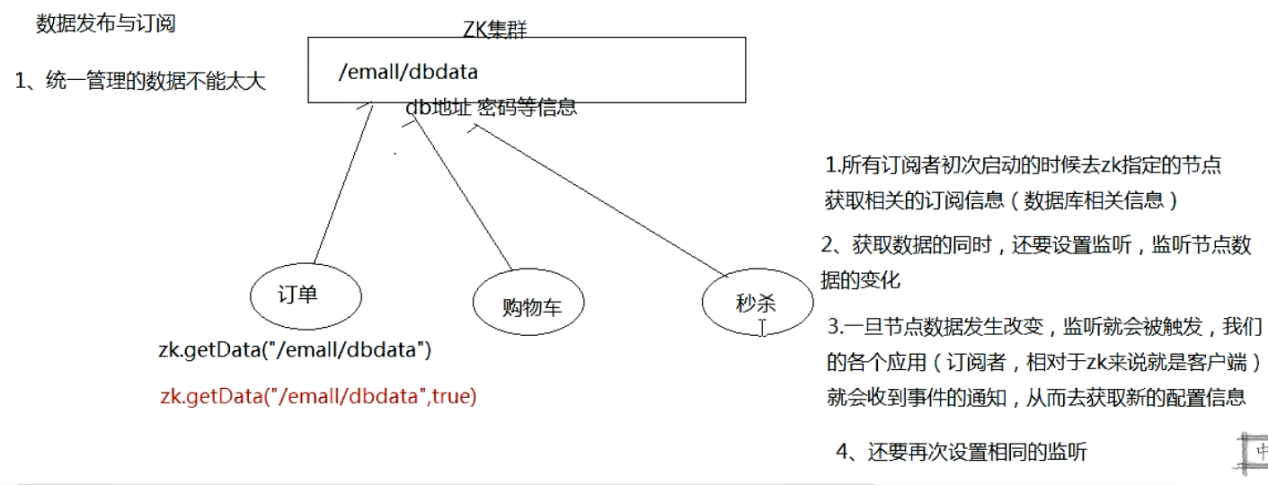 数据发布与订阅
ZK集群
1、统一管理的数据不能太大
/emall/dbdata
db地址 密码等信息
1.所有订阅者初次启动的时候去zk指定的节点
获取相关的订阅信息（数据库相关信息）
2、获取数据的同时，还要设置监听，监听节点数
据的变化
订单
购物车
秒杀
3.一旦节点数据发生改变，监听就会被触发，我们
的各个应用（订阅者，相对于zk来说就是客户端）
就会收到事件的通知，从而去获取新的配置信息
zk.getData("/emall/dbdata")
zk.getData("/emall/dbdata",true)
4、还要再次设置相同的监听
中